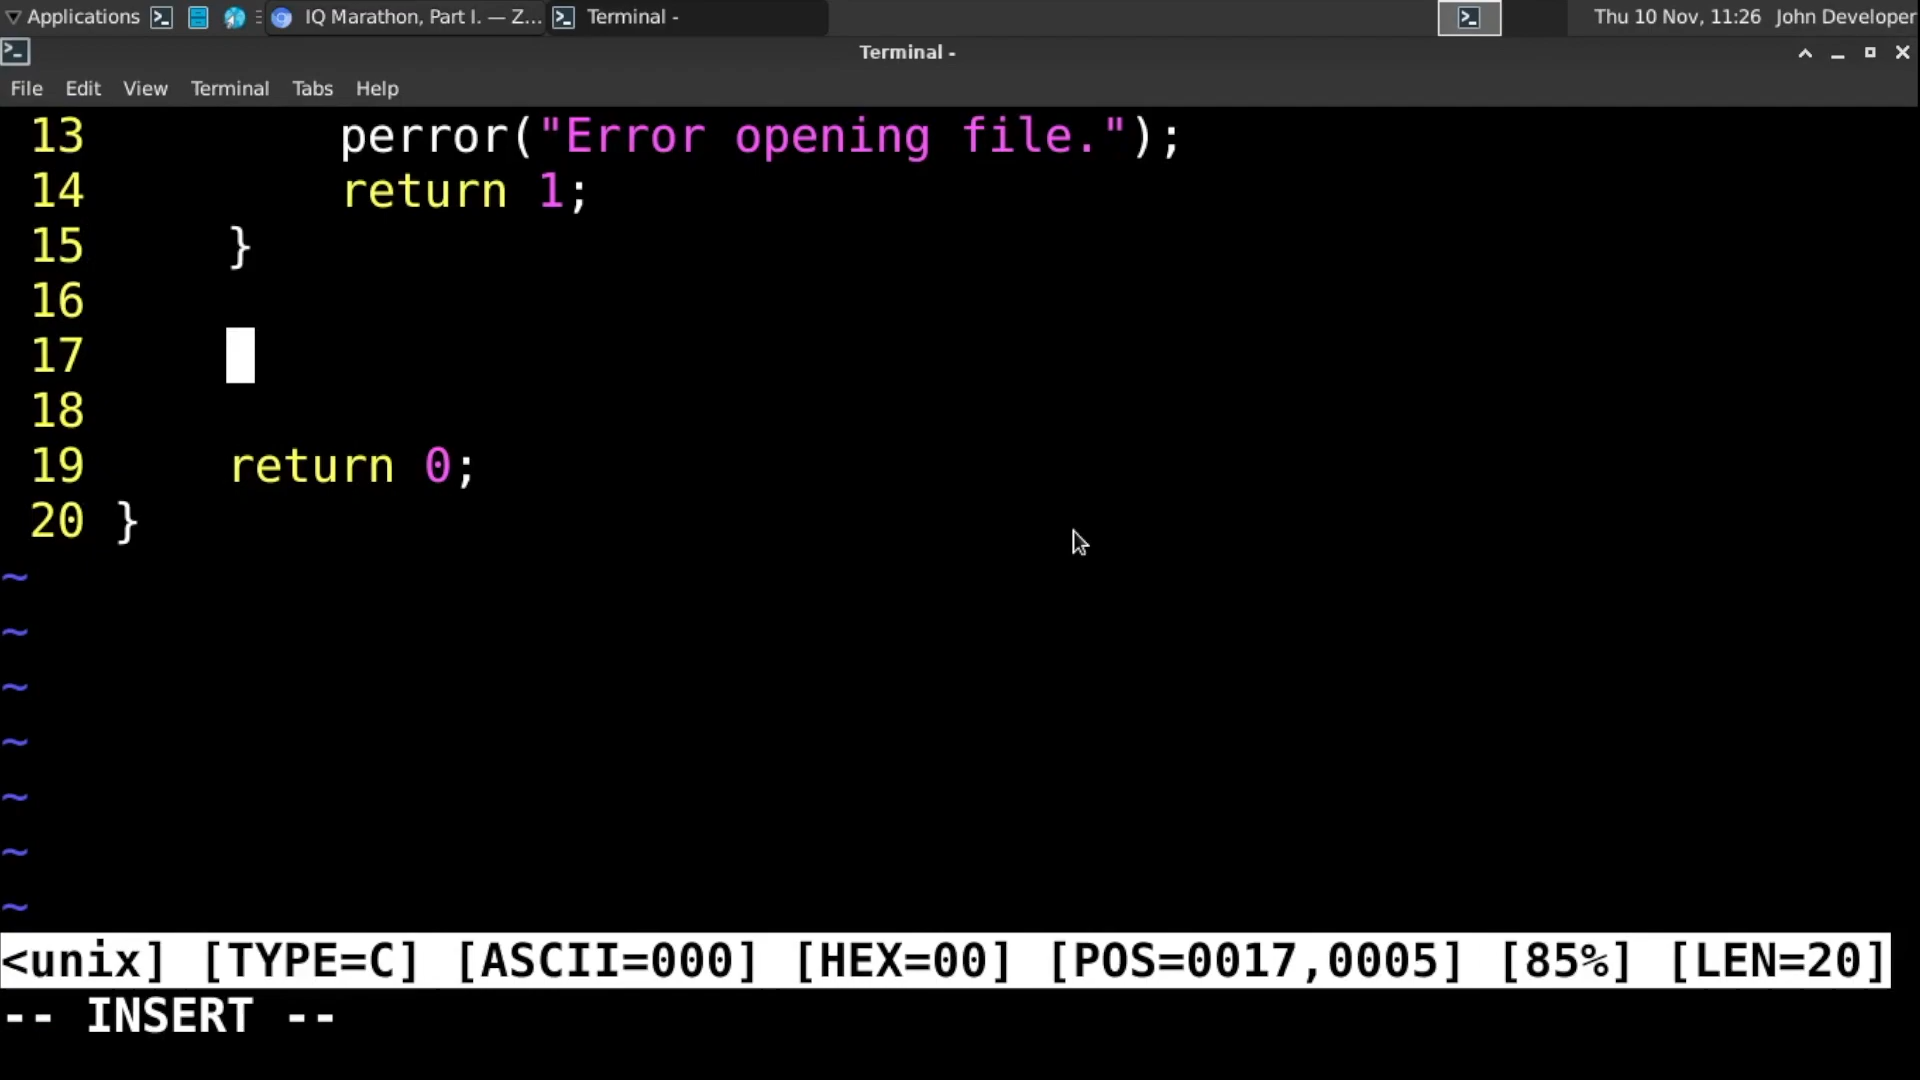 Applications IQ Marathon, Part I. — Z... Terminal - Thu 10 Nov, 11:26 John Developer
Terminal -
File Edit View Terminal Tabs Help
13 perror("Error opening file.");
14 return 1;
15 }
16
17
18
19 return 0;
20 }
~
~
~
~
~
~
~
<unix] [TYPE=C] [ASCII=000] [HEX=00] [POS=0017,0005] [85%] [LEN=20]
-- INSERT --